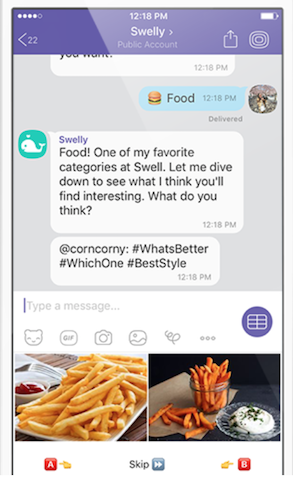 12:18 PM
22
Swelly >
Public Account
you want?
12:18 PM
🍔 Food 12:18 PM
Delivered
Swelly
Food! One of my favorite
categories at Swell. Let me dive
down to see what I think you'll
find interesting. What do you
think?
12:18 PM
@corncorny: #WhatsBetter
#WhichOne #BestStyle
12:18 PM
Type a message...
GIF
A Skip B